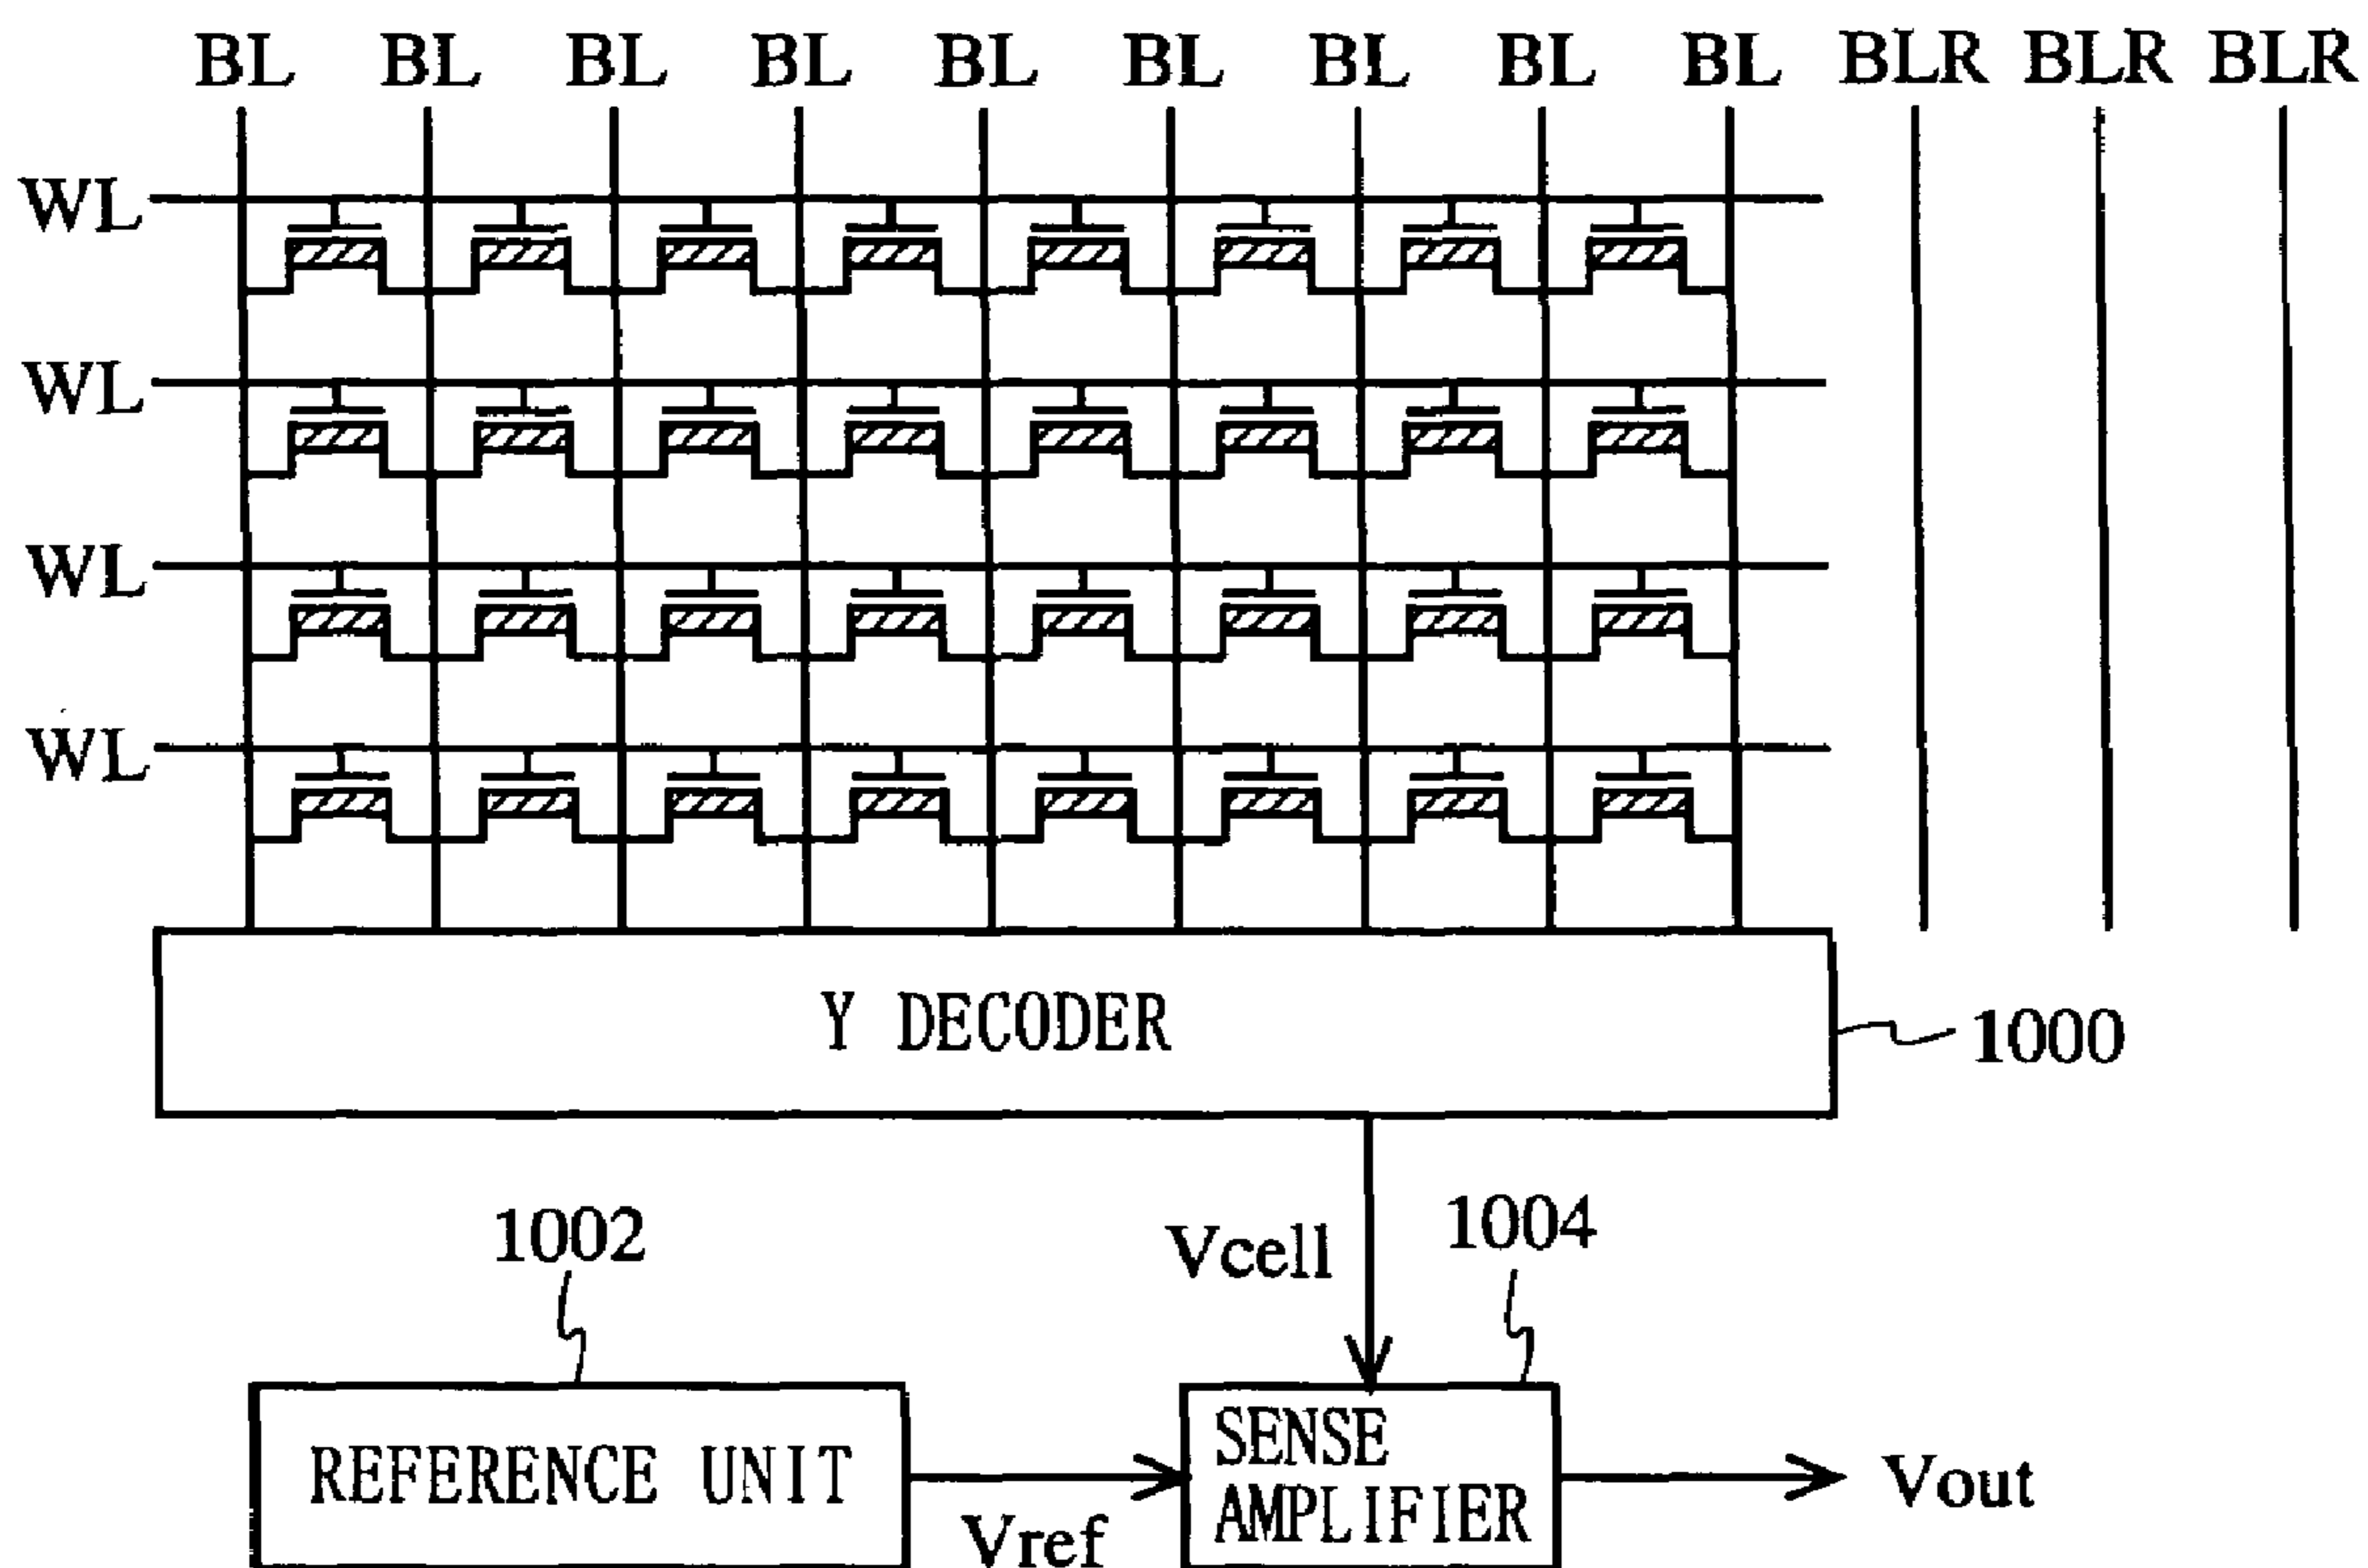 BL BL BL BL BL BL BL BL BL BLR BLR BLR
WL
WL
WL
WL
Y DECODER
1000
1002
Vcell
1004
REFERENCE UNIT
Vref
SENSE
AMPLIFIER
Vout